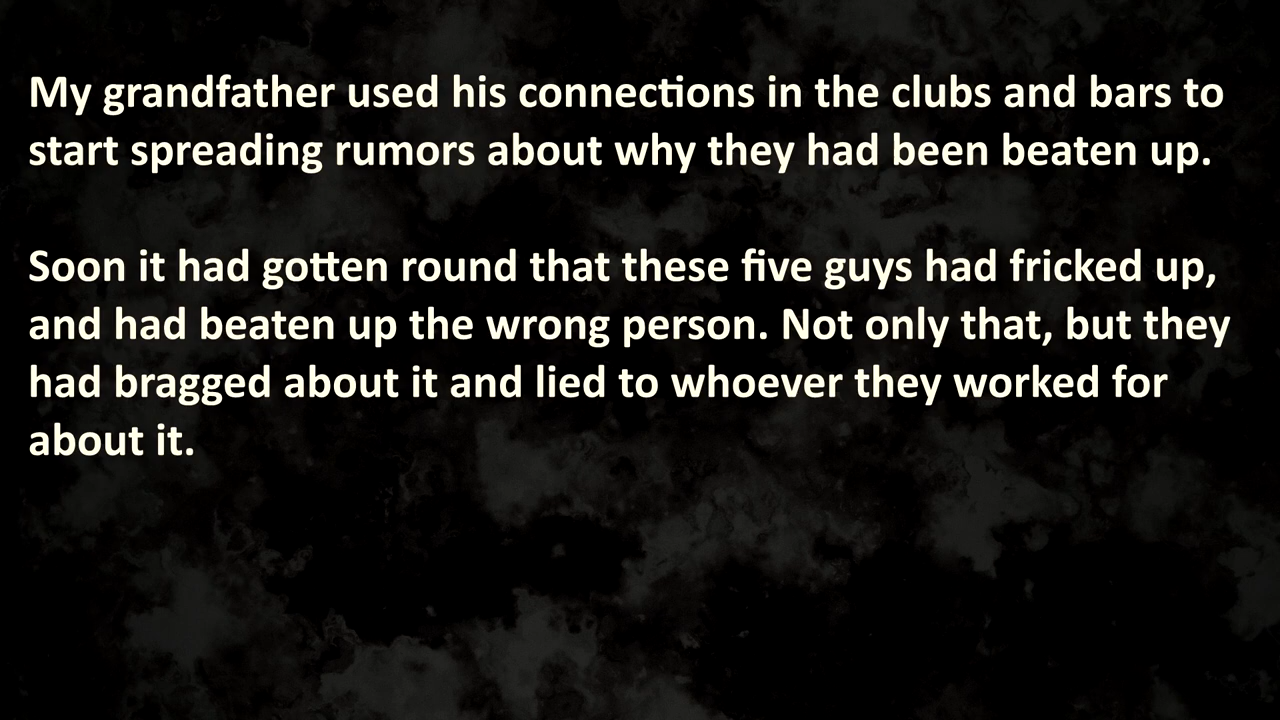 My grandfather used his connections in the clubs and bars to
start spreading rumors about why they had been beaten up.
Soon it had gotten round that these five guys had fricked up,
and had beaten up the wrong person. Not only that, but they
had bragged about it and lied to whoever they worked for
about it.